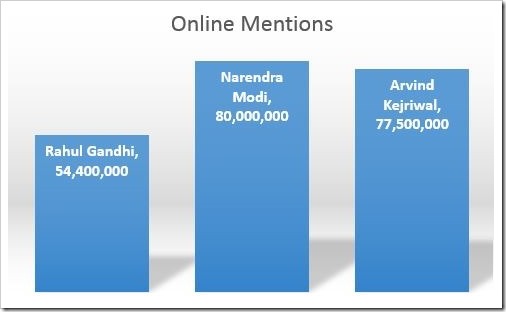 Online Mentions
Rahul Gandhi,
54,400,000
Narendra
Modi,
80,000,000
Arvind
Kejriwal,
77,500,000